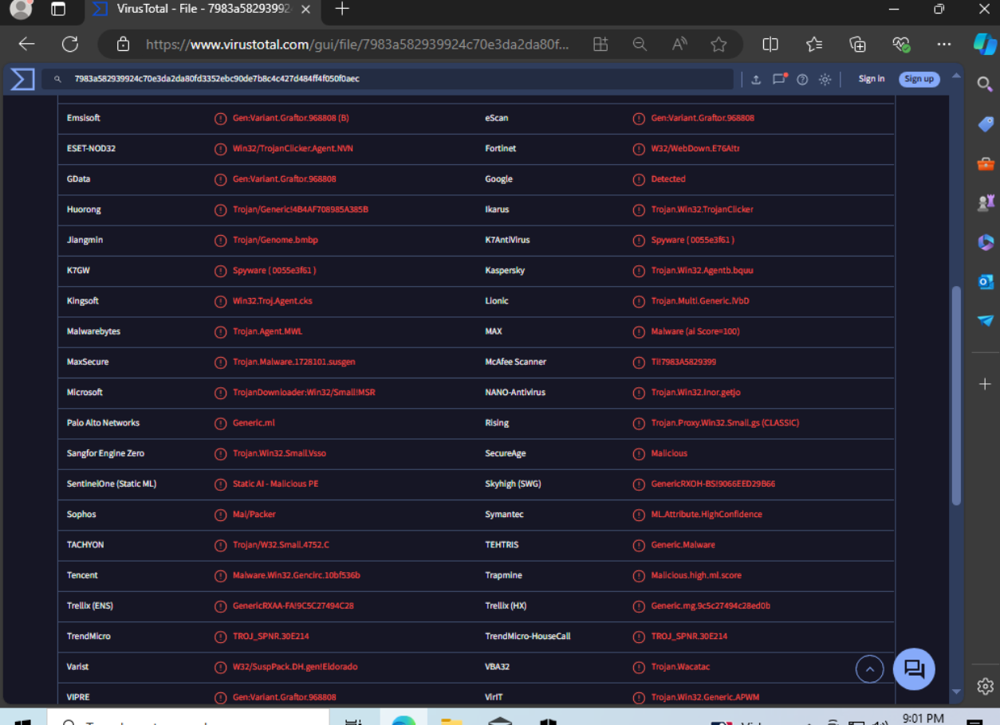 VirusTotal - File - 7983a58293992
https://www.virustotal.com/gui/file/7983a582939924c70e3da2da80f...
7983a582939924c70e3da2da80fd3352ebc90de7b8c4c427d484ff4f050f0aec
Sign in
Sign up
Emsisoft Gen:Variant.Graftor.968808 (B) eScan Gen:Variant.Graftor.968808
ESET-NOD32 Win32/TrojanClicker.Agent.NVN Fortinet W32/WebDown.E76A!tr
GData Gen:Variant.Graftor.968808 Google Detected
Huorong Trojan/Generic!4B4AF708985A385B Ikarus Trojan.Win32.TrojanClicker
Jiangmin Trojan/Genome.bmbp K7AntiVirus Spyware ( 0055e3f61 )
K7GW Spyware ( 0055e3f61 ) Kaspersky Trojan.Win32.Agentb.bquu
Kingsoft Win32.Troj.Agent.cks Lionic Trojan.Multi.Generic.lVbD
Malwarebytes Trojan.Agent.MWL MAX Malware (ai Score=100)
MaxSecure Trojan.Malware.1728101.susgen McAfee Scanner Ti!7983A5829399
Microsoft TrojanDownloader:Win32/Small!MSR NANO-Antivirus Trojan.Win32.Inor.getjo
Palo Alto Networks Generic.ml Rising Trojan.Proxy.Win32.Small.gs (CLASSIC)
Sangfor Engine Zero Trojan.Win32.Small.Vsso SecureAge Malicious
SentinelOne (Static ML) Static AI - Malicious PE Skyhigh (SWG) GenericRXOH-BS!9066EED29B66
Sophos Mal/Packer Symantec ML.Attribute.HighConfidence
TACHYON Trojan/W32.Small.4752.C TEHTRIS Generic.Malware
Tencent Malware.Win32.Gencirc.10bf536b Trapmine Malicious.high.ml.score
Trellix (ENS) GenericRXAA-FA!9C5C27494C28 Trellix (HX) Generic.mg.9c5c27494c28ed0b
TrendMicro TROJ_SPNR.30E214 TrendMicro-HouseCall TROJ_SPNR.30E214
Varist W32/SuspPack.DH.gen!Eldorado VBA32 Trojan.Wacatac
VIPRE Gen:Variant.Graftor.968808 VirIT Trojan.Win32.Generic.APWM
9:01 PM